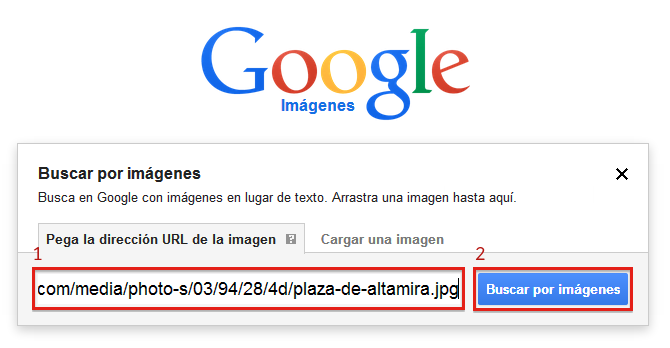 Google
Imágenes
Buscar por imágenes
Busca en Google con imágenes en lugar de texto. Arrastra una imagen hasta aquí.
Pega la dirección URL de la imagen ?
Cargar una imagen
1
com/media/photo-s/03/94/28/4d/plaza-de-altamira.jpg
2
Buscar por imágenes